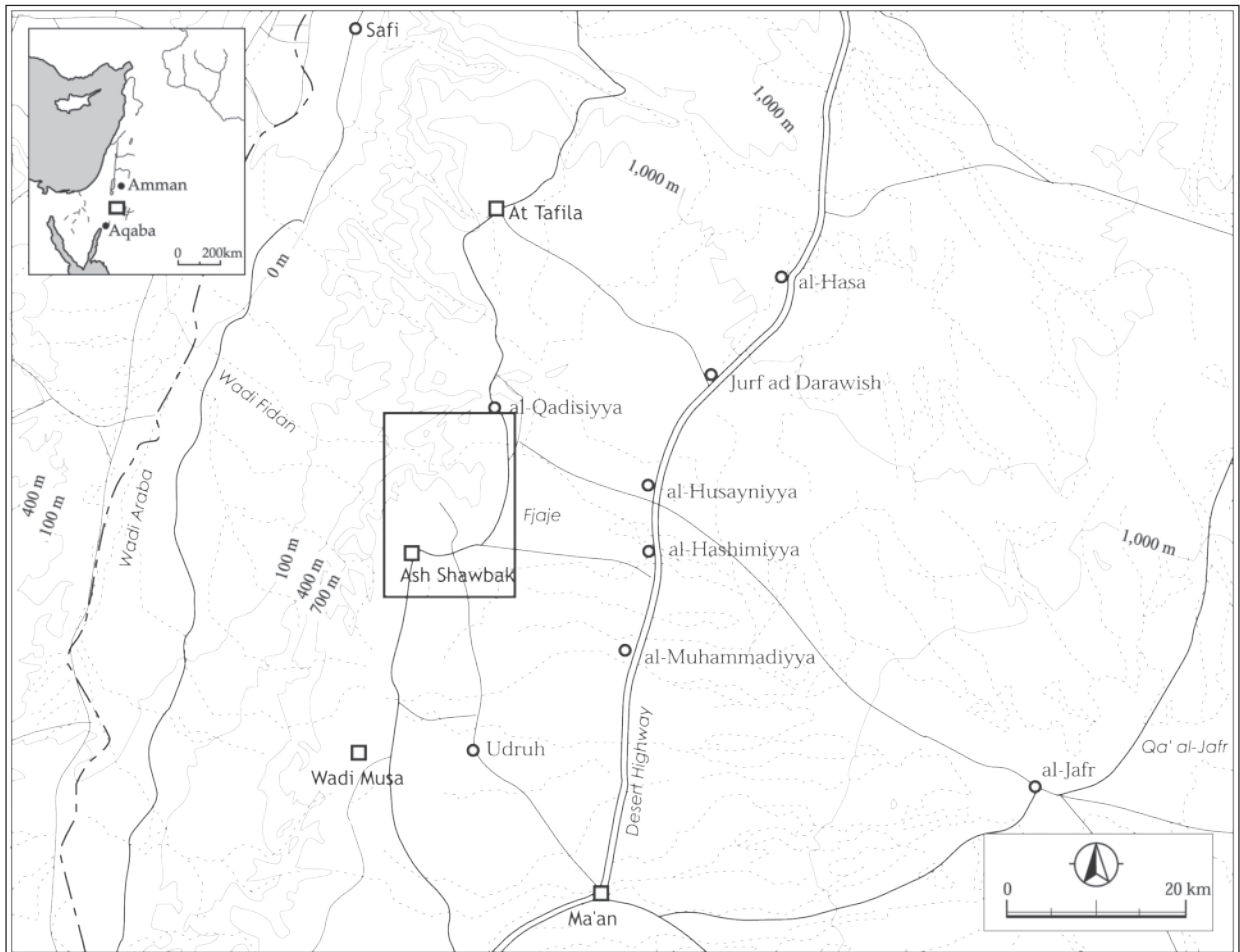 Safi
Amman
Aqaba
0 200km
1,000 m
1,000 m
At Tafila
0 m
al-Hasa
Wadi Fidan
Jurf ad Darawish
al-Qadisiyya
400 m
100 m
Wadi Araba
al-Husayniyya
Fjaje
al-Hashimiyya
1,000 m
100 m
400 m
700 m
Ash Shawbak
al-Muhammadiyya
Udruh
Wadi Musa
Desert Highway
Qa' al-Jafr
al-Jafr
0 20 km
Ma'an